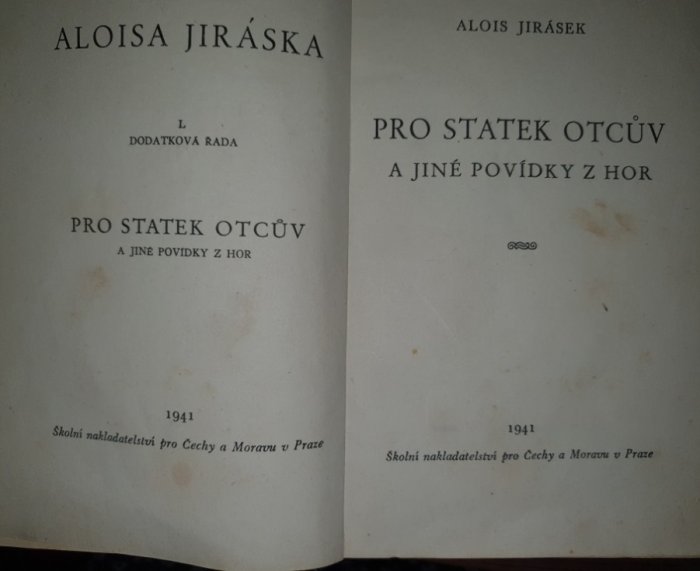 ALOISA JIRÁSKA
I.
DODATKOVÁ ŘADA
PRO STATEK OTCŮV
A JINÉ POVÍDKY Z HOR
1941
Školní nakladatelství pro Čechy a Moravu v Praze
ALOIS JIRÁSEK
PRO STATEK OTCŮV
A JINÉ POVÍDKY Z HOR
1941
Školní nakladatelství pro Čechy a Moravu v Praze